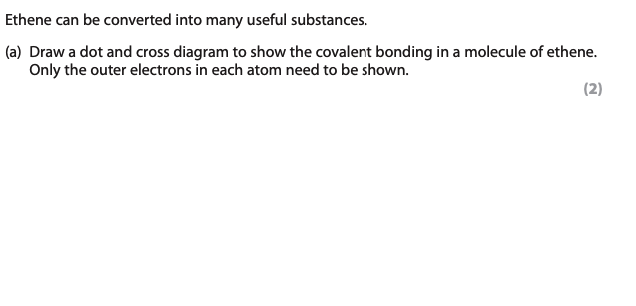 Ethene can be converted into many useful substances.
(a) Draw a dot and cross diagram to show the covalent bonding in a molecule of ethene.
Only the outer electrons in each atom need to be shown.
(2)